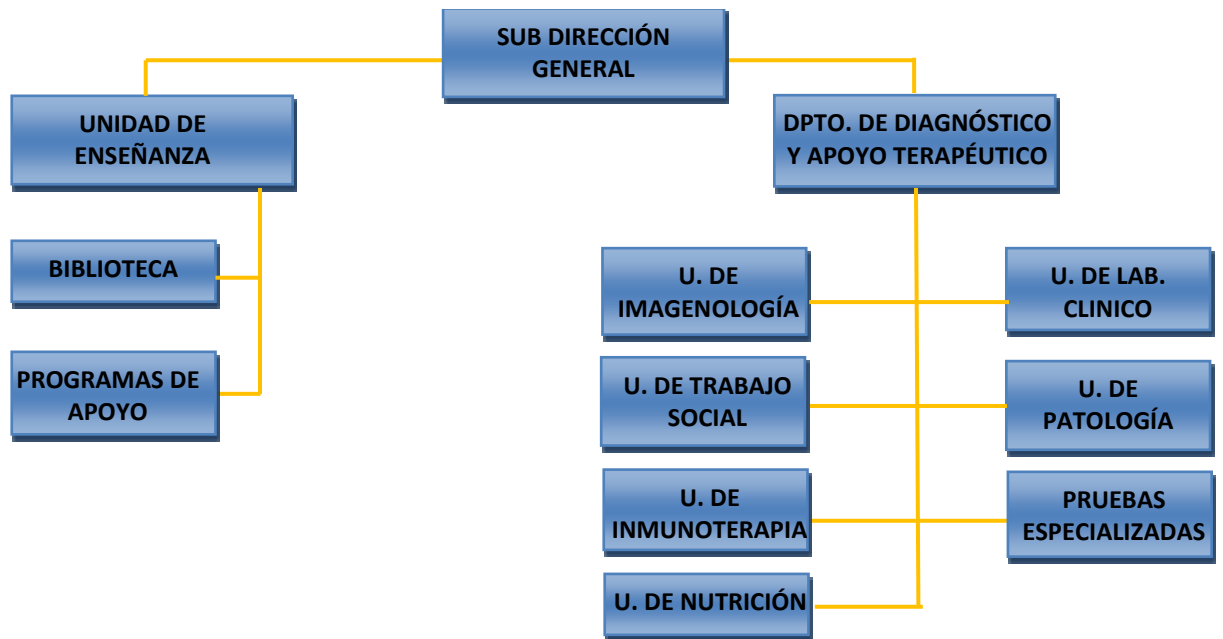 SUB DIRECCIÓN
GENERAL
UNIDAD DE
ENSEÑANZA
DPTO. DE DIAGNÓSTICO
Y APOYO TERAPÉUTICO
BIBLIOTECA
PROGRAMAS DE
APOYO
U. DE
IMAGENOLOGÍA
U. DE LAB.
CLINICO
U. DE TRABAJO
SOCIAL
U. DE
PATOLOGÍA
U. DE
INMUNOTERAPIA
PRUEBAS
ESPECIALIZADAS
U. DE NUTRICIÓN